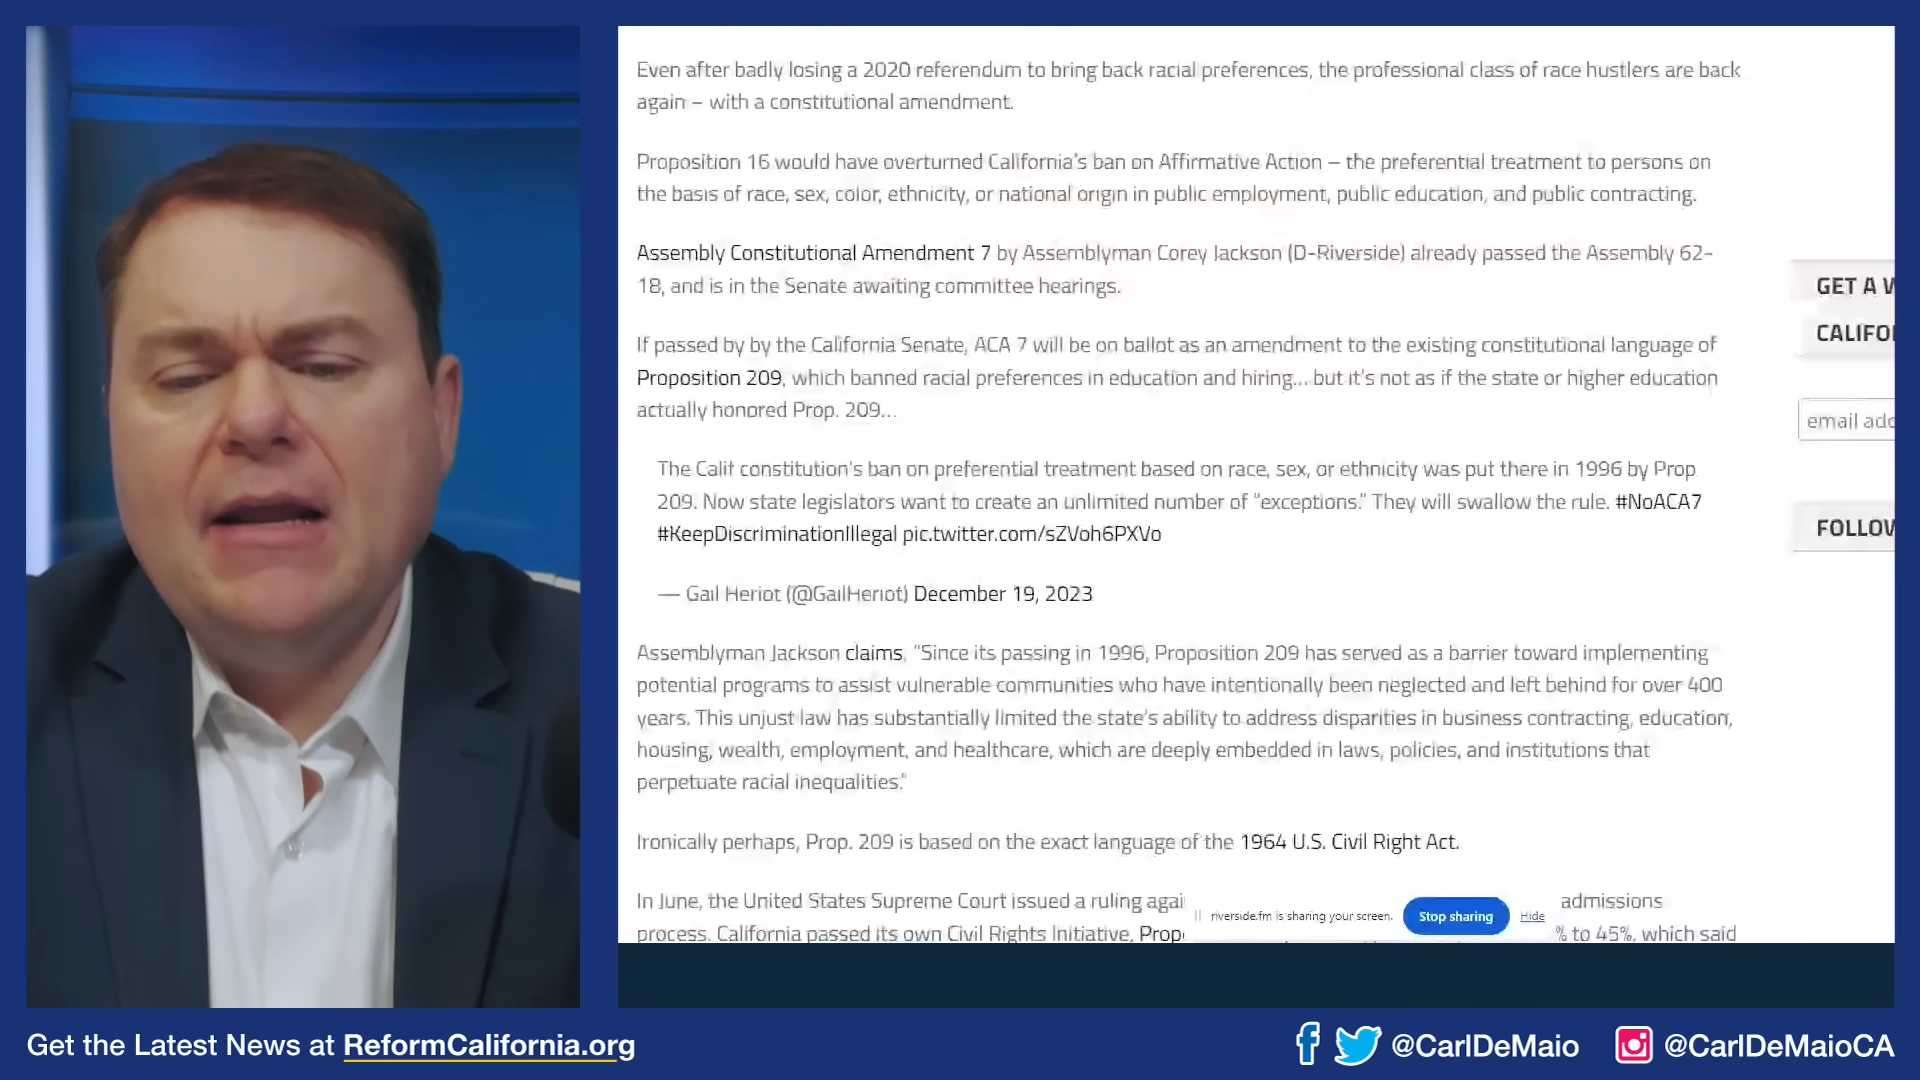 Even after badly losing a 2020 referendum to bring back racial preferences, the professional class of race hustlers are back
again – with a constitutional amendment.
Proposition 16 would have overturned California's ban on Affirmative Action – the preferential treatment to persons on
the basis of race, sex, color, ethnicity, or national origin in public employment, public education, and public contracting.
Assembly Constitutional Amendment 7 by Assemblyman Corey Jackson (D-Riverside) already passed the Assembly 62-
18, and is in the Senate awaiting committee hearings.
If passed by by the California Senate, ACA 7 will be on ballot as an amendment to the existing constitutional language of
Proposition 209, which banned racial preferences in education and hiring... but it's not as if the state or higher education
actually honored Prop. 209...
The Calif constitution's ban on preferential treatment based on race, sex, or ethnicity was put there in 1996 by Prop
209. Now state legislators want to create an unlimited number of "exceptions." They will swallow the rule. #NoACA7
#KeepDiscriminationIllegal pic.twitter.com/sZVoh6PXVo
— Gail Heriot (@GailHeriot) December 19, 2023
Assemblyman Jackson claims, "Since its passing in 1996, Proposition 209 has served as a barrier toward implementing
potential programs to assist vulnerable communities who have intentionally been neglected and left behind for over 400
years. This unjust law has substantially limited the state's ability to address disparities in business contracting, education,
housing, wealth, employment, and healthcare, which are deeply embedded in laws, policies, and institutions that
perpetuate racial inequalities."
Ironically perhaps, Prop. 209 is based on the exact language of the 1964 U.S. Civil Right Act.
In June, the United States Supreme Court issued a ruling agai admissions
process. California passed its own Civil Rights Initiative, Prop % to 45%, which said
riverside.fm is sharing your screen. Stop sharing Hide
GET A W
CALIFO
email add
FOLLOW
Get the Latest News at ReformCalifornia.org
@CarlDeMaio
@CarlDeMaioCA